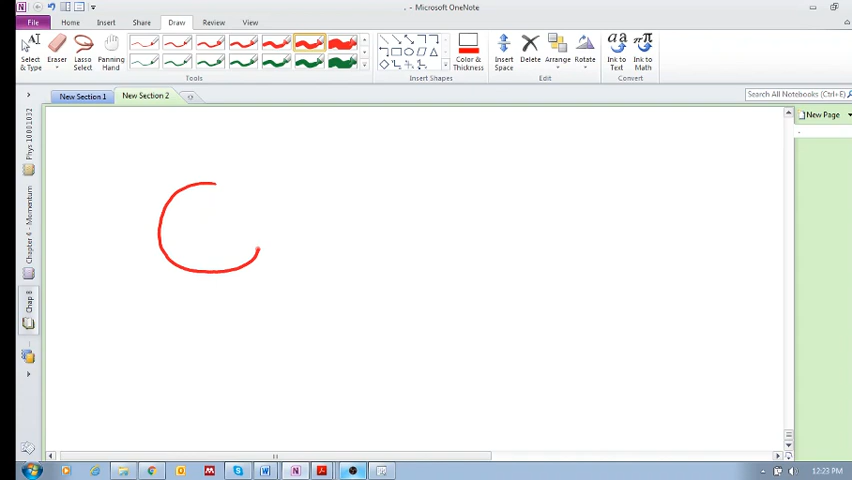 . - Microsoft OneNote
File Home Insert Share Draw Review View
Select & Type
Eraser
Lasso Select
Panning Hand
Color & Thickness
Insert Space
Delete
Arrange
Rotate
Ink to Text
Ink to Math
Tools
Insert Shapes
Edit
Convert
New Section 1
New Section 2
Search All Notebooks (Ctrl+E)
New Page
Chapter 4 - Momentum
Chap 8
12:23 PM